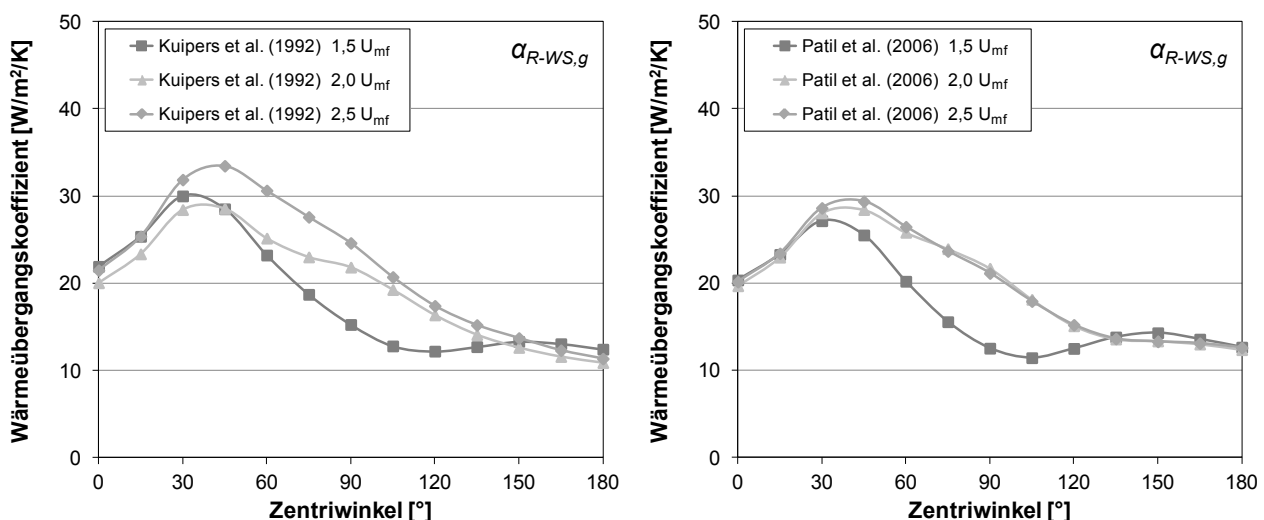 Wärmeübergangskoeffizient [W/m²/K]
50
40
30
20
10
0
Kuipers et al. (1992) 1,5 Umf
Kuipers et al. (1992) 2,0 Umf
Kuipers et al. (1992) 2,5 Umf
αR-WS,g
0 30 60 90 120 150 180
Zentriwinkel [°]
Wärmeübergangskoeffizient [W/m²/K]
50
40
30
20
10
0
Patil et al. (2006) 1,5 Umf
Patil et al. (2006) 2,0 Umf
Patil et al. (2006) 2,5 Umf
αR-WS,g
0 30 60 90 120 150 180
Zentriwinkel [°]